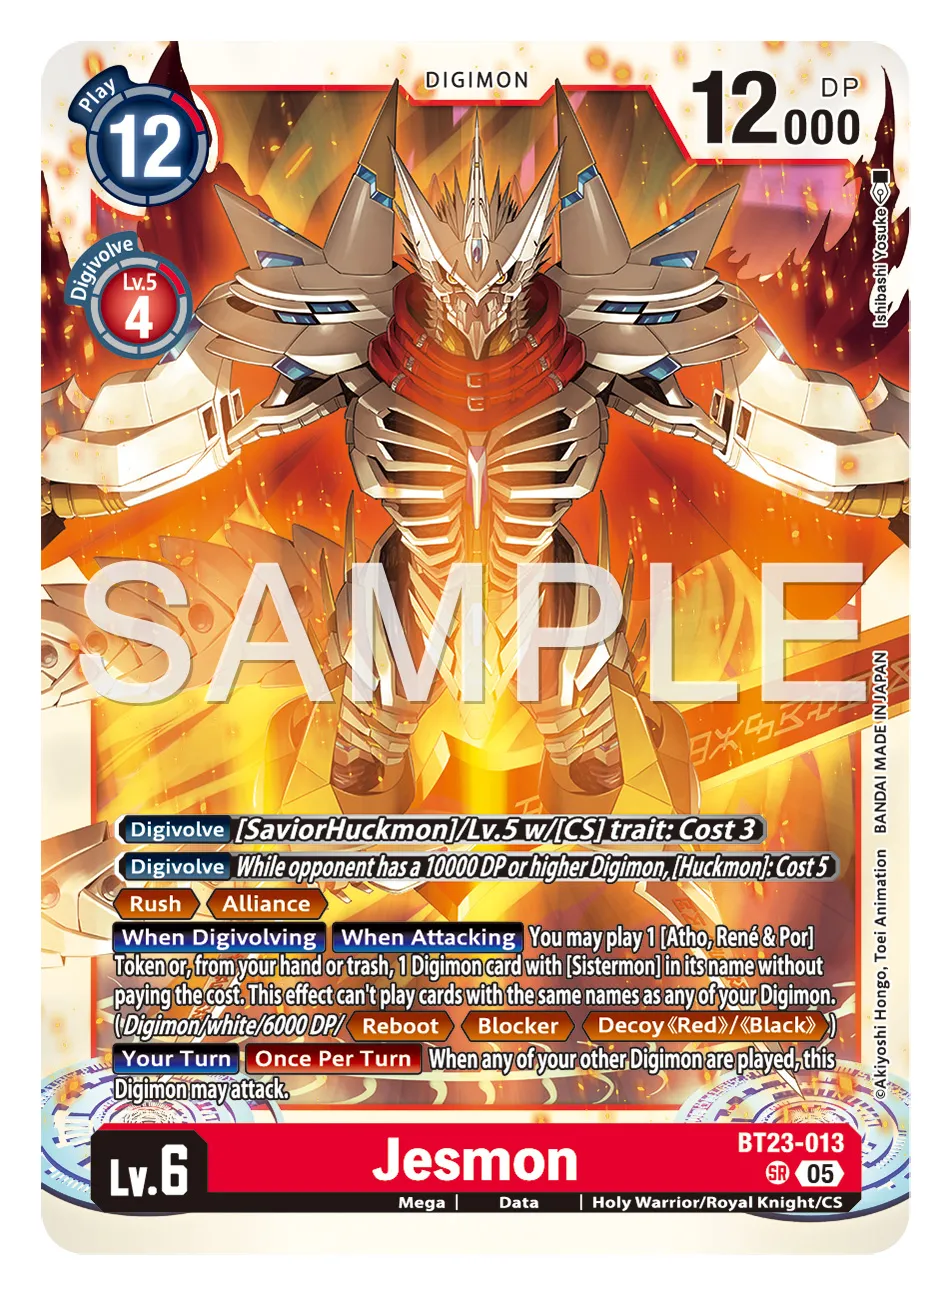 DIGIMON
Play
12
12000
DP
Digivolve
Lv.5
4
Ishibashi Yosuke
SAMPLE
Digivolve [SaviorHuckmon]/Lv.5 w/[CS] trait: Cost 3
Digivolve While opponent has a 10000 DP or higher Digimon, [Huckmon]: Cost 5
Rush Alliance
When Digivolving When Attacking You may play 1 [Atho, René & Por]
Token or, from your hand or trash, 1 Digimon card with [Sistermon] in its name without
paying the cost. This effect can't play cards with the same names as any of your Digimon.
(Digimon/white/6000 DP/ Reboot Blocker Decoy《Red》/《Black》)
Your Turn Once Per Turn When any of your other Digimon are played, this
Digimon may attack.
©Akiyoshi Hongo, Toei Animation BANDAI MADE IN JAPAN
Lv.6
Jesmon
BT23-013
SR 05
Mega | Data | Holy Warrior/Royal Knight/CS